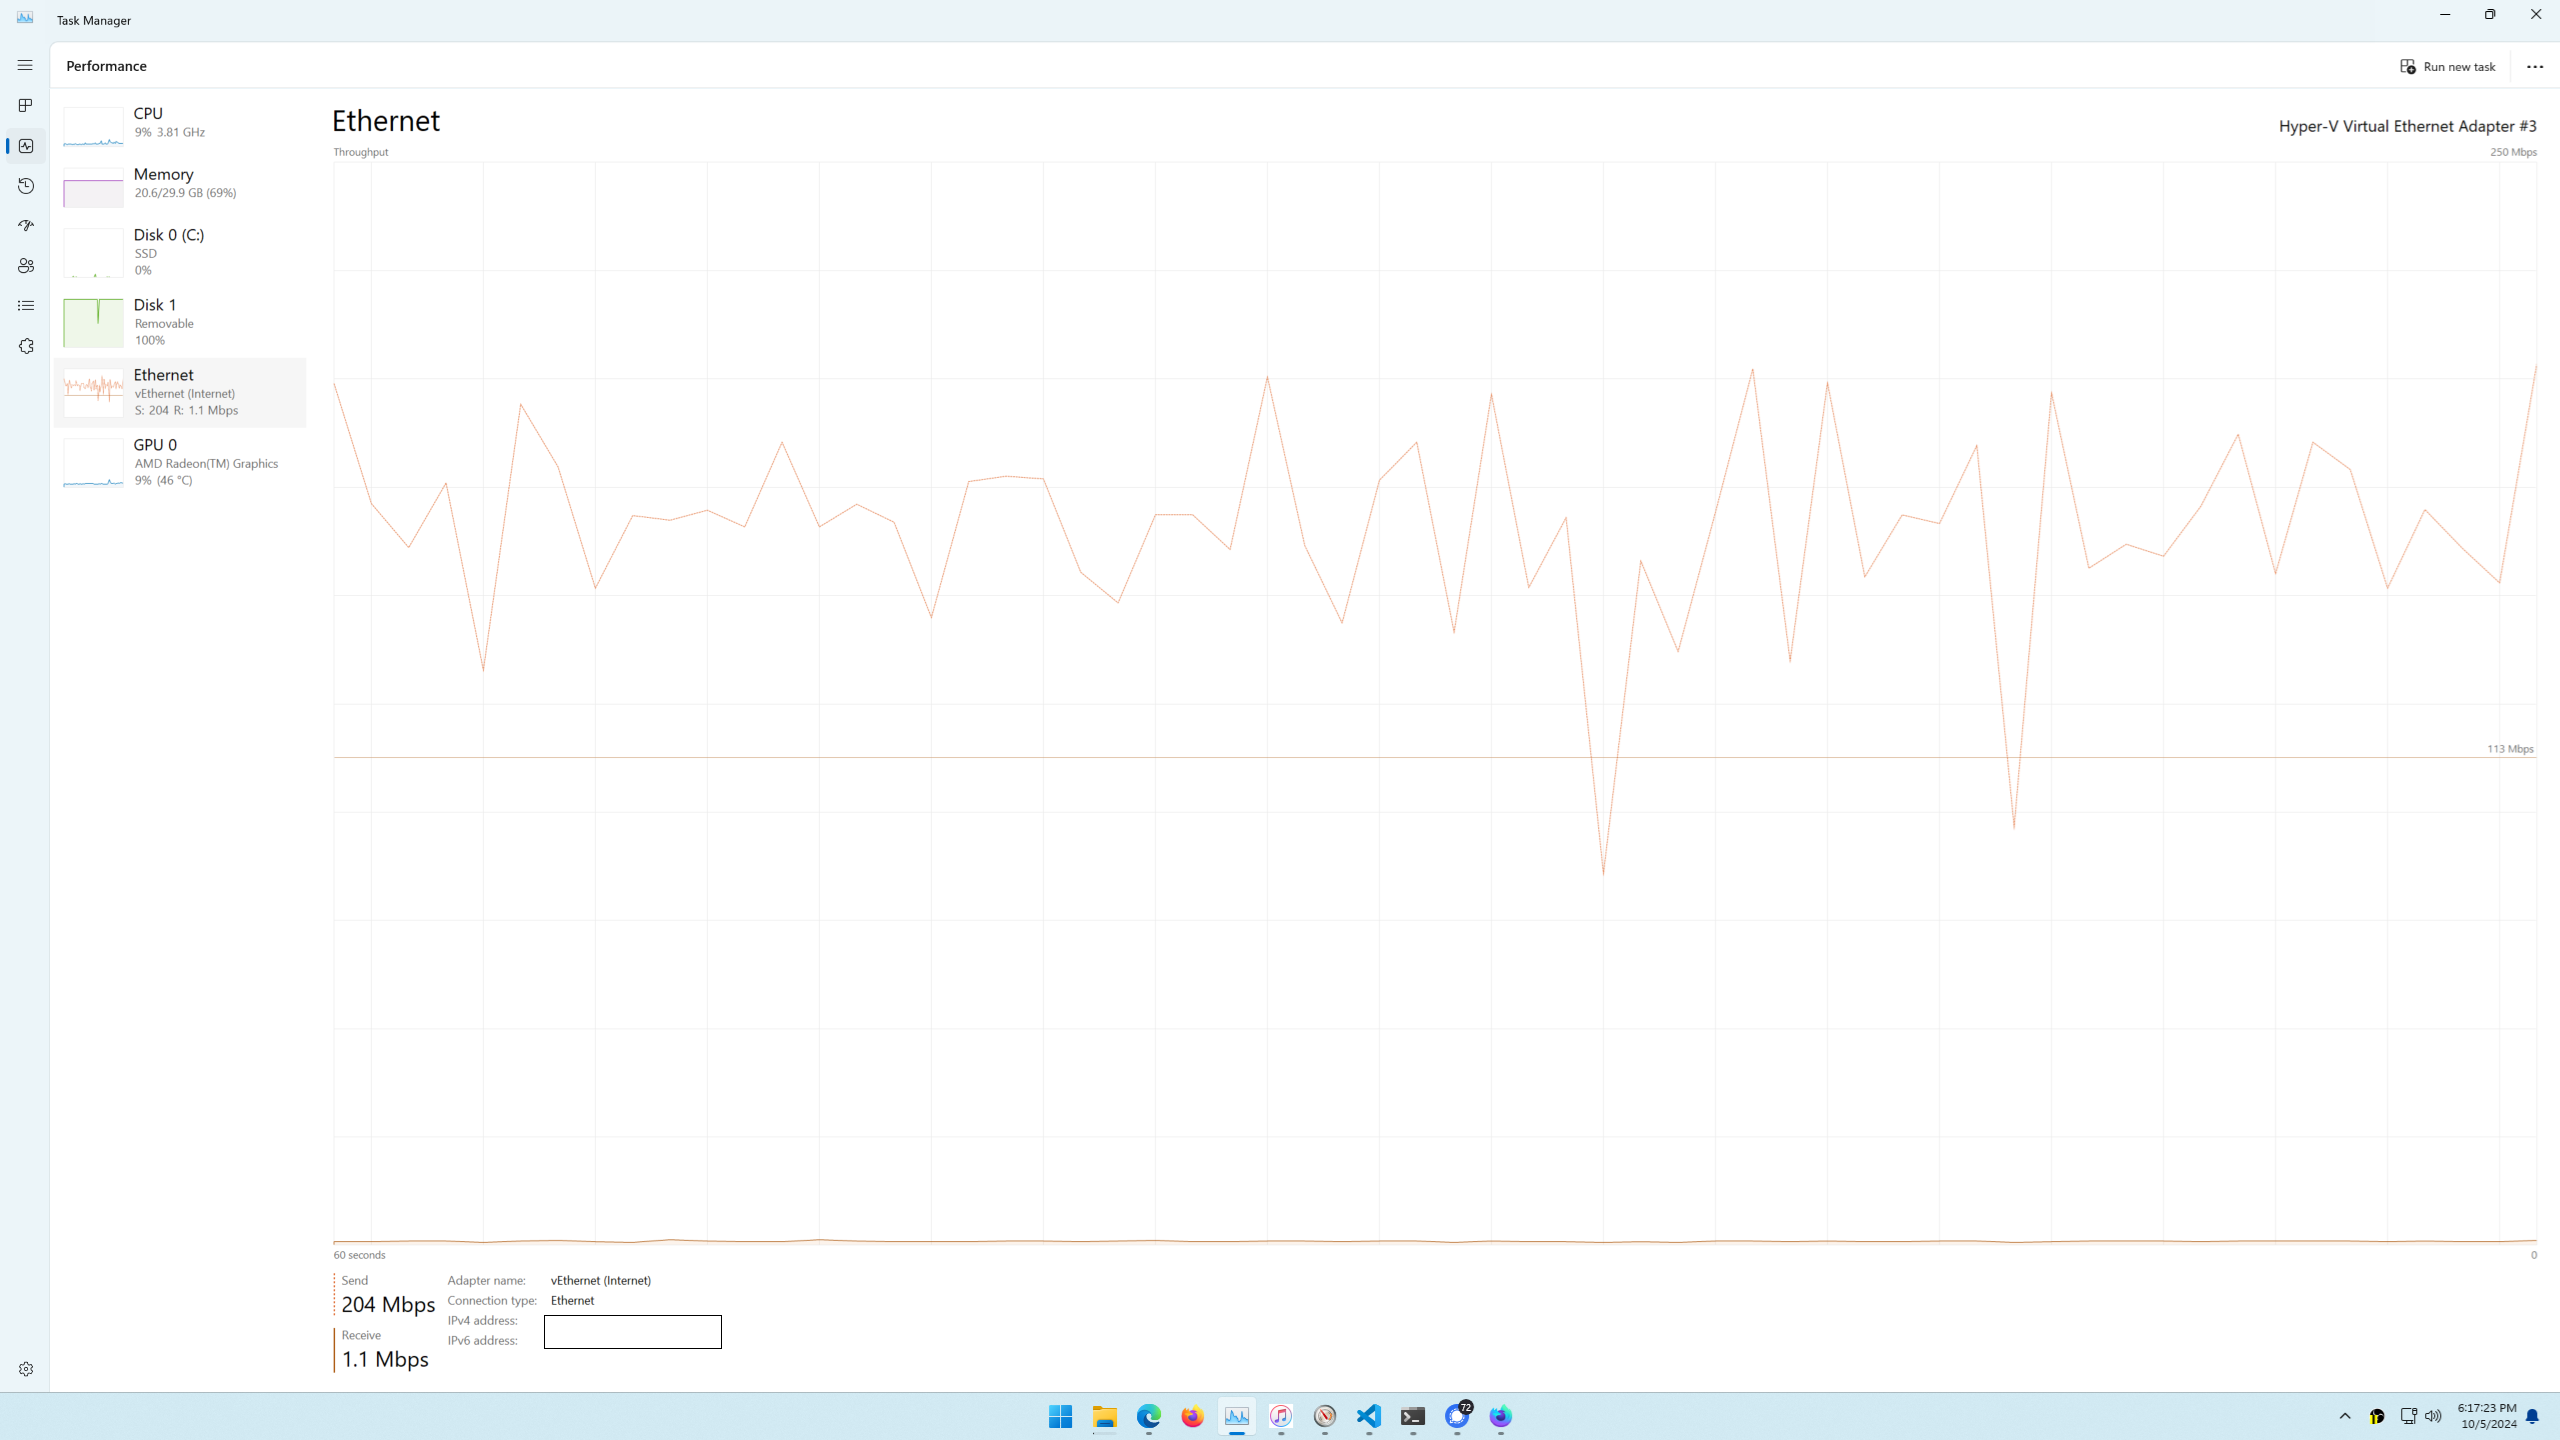 Task Manager
Performance
Run new task
CPU
9% 3.81 GHz
Memory
20.6/29.9 GB (69%)
Disk 0 (C:)
SSD
0%
Disk 1
Removable
100%
Ethernet
vEthernet (Internet)
S: 204 R: 1.1 Mbps
GPU 0
AMD Radeon(TM) Graphics
9% (46 °C)
Ethernet
Hyper-V Virtual Ethernet Adapter #3
Throughput
250 Mbps
113 Mbps
60 seconds
0
Send
204 Mbps
Receive
1.1 Mbps
Adapter name: vEthernet (Internet)
Connection type: Ethernet
IPv4 address:
IPv6 address:
72
6:17:23 PM
10/5/2024